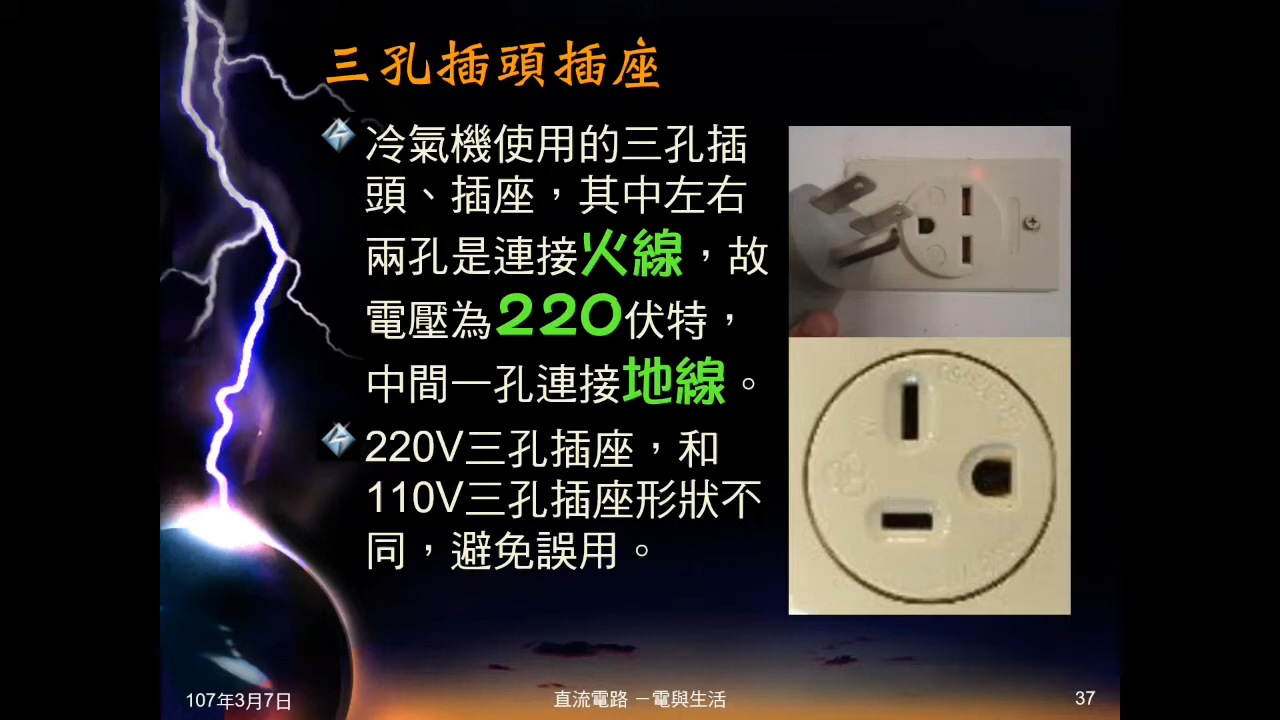 三孔插頭插座
冷氣機使用的三孔插
頭、插座，其中左右
兩孔是連接火線，故
電壓為220伏特，
中間一孔連接地線。
220V三孔插座，和
110V三孔插座形狀不
同，避免誤用。
107年3月7日
直流電路 －電與生活
37